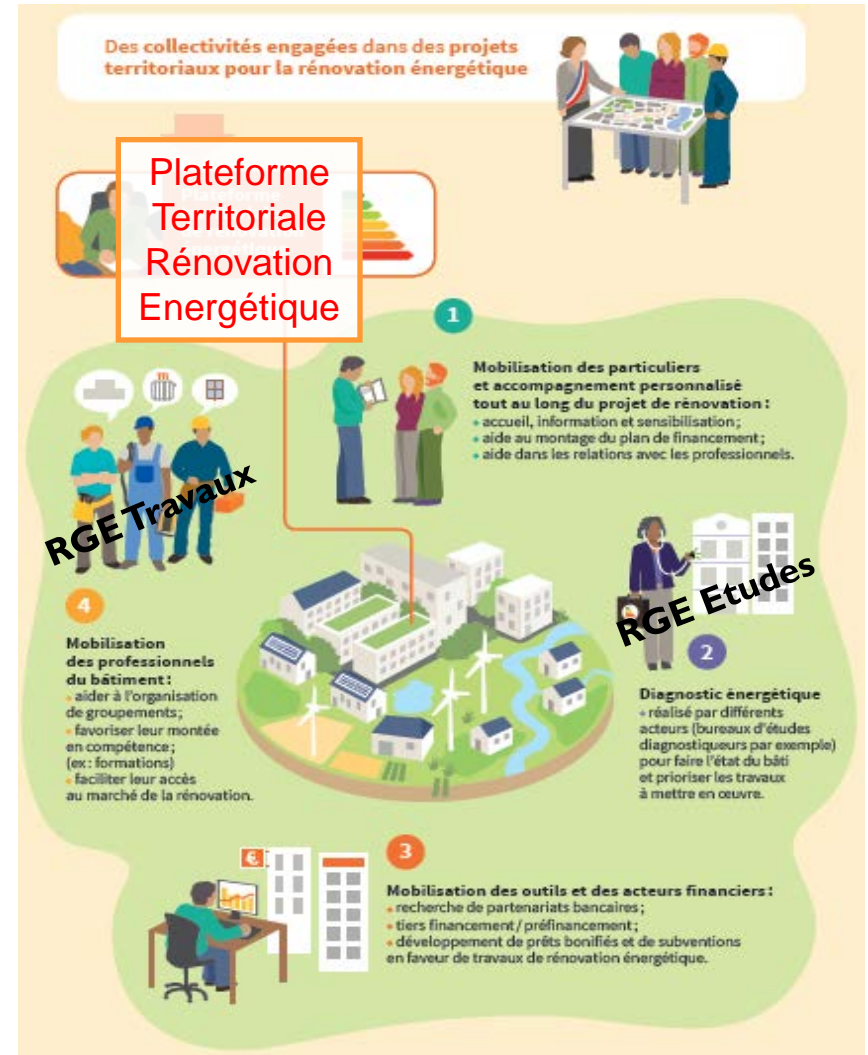 Des collectivités engagées dans des projets
territoriaux pour la rénovation énergétique
Plateforme
Territoriale
Rénovation
Energétique
1
Mobilisation des particuliers
et accompagnement personnalisé
tout au long du projet de rénovation :
• accueil, information et sensibilisation ;
• aide au montage du plan de financement ;
• aide dans les relations avec les professionnels.
RGE Travaux
RGE Etudes
2
Diagnostic énergétique
• réalisé par différents
acteurs (bureaux d'études
diagnostiqueurs par exemple)
pour faire l'état du bâti
et prioriser les travaux
à mettre en œuvre.
4
Mobilisation
des professionnels
du bâtiment :
• aider à l'organisation
de groupements ;
• favoriser leur montée
en compétence ;
(ex : formations)
• faciliter leur accès
au marché de la rénovation.
€
3
Mobilisation des outils et des acteurs financiers :
• recherche de partenariats bancaires ;
• tiers financement / préfinancement ;
• développement de prêts bonifiés et de subventions
en faveur de travaux de rénovation énergétique.